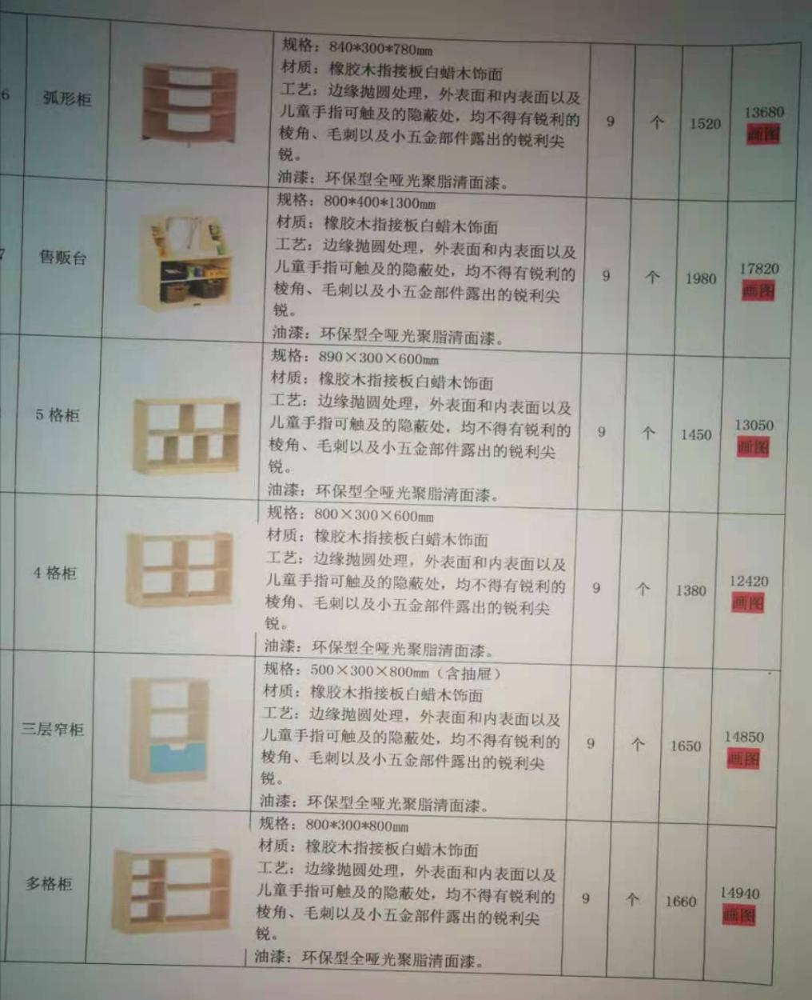 6
弧形柜
规格：840*300*780mm
材质：橡胶木指接板白蜡木饰面
工艺：边缘抛圆处理，外表面和内表面以及
儿童手指可触及的隐蔽处，均不得有锐利的
棱角、毛刺以及小五金部件露出的锐利尖
锐。
油漆：环保型全哑光聚脂清面漆。
9
个
1520
13680
画图
7
售贩台
规格：800*400*1300mm
材质：橡胶木指接板白蜡木饰面
工艺：边缘抛圆处理，外表面和内表面以及
儿童手指可触及的隐蔽处，均不得有锐利的
棱角、毛刺以及小五金部件露出的锐利尖
锐。
油漆：环保型全哑光聚脂清面漆。
9
个
1980
17820
画图
5格柜
规格：890×300×600mm
材质：橡胶木指接板白蜡木饰面
工艺：边缘抛圆处理，外表面和内表面以及
儿童手指可触及的隐蔽处，均不得有锐利的
棱角、毛刺以及小五金部件露出的锐利尖
锐。
油漆：环保型全哑光聚脂清面漆。
9
个
1450
13050
画图
4格柜
规格：800×300×600mm
材质：橡胶木指接板白蜡木饰面
工艺：边缘抛圆处理，外表面和内表面以及
儿童手指可触及的隐蔽处，均不得有锐利的
棱角、毛刺以及小五金部件露出的锐利尖
锐。
油漆：环保型全哑光聚脂清面漆。
9
个
1380
12420
画图
三层窄柜
规格：500×300×800mm（含抽屉）
材质：橡胶木指接板白蜡木饰面
工艺：边缘抛圆处理，外表面和内表面以及
儿童手指可触及的隐蔽处，均不得有锐利的
棱角、毛刺以及小五金部件露出的锐利尖
锐。
油漆：环保型全哑光聚脂清面漆。
9
个
1650
14850
画图
多格柜
规格：800*300*800mm
材质：橡胶木指接板白蜡木饰面
工艺：边缘抛圆处理，外表面和内表面以及
儿童手指可触及的隐蔽处，均不得有锐利的
棱角、毛刺以及小五金部件露出的锐利尖
锐。
油漆：环保型全哑光聚脂清面漆。
9
个
1660
14940
画图